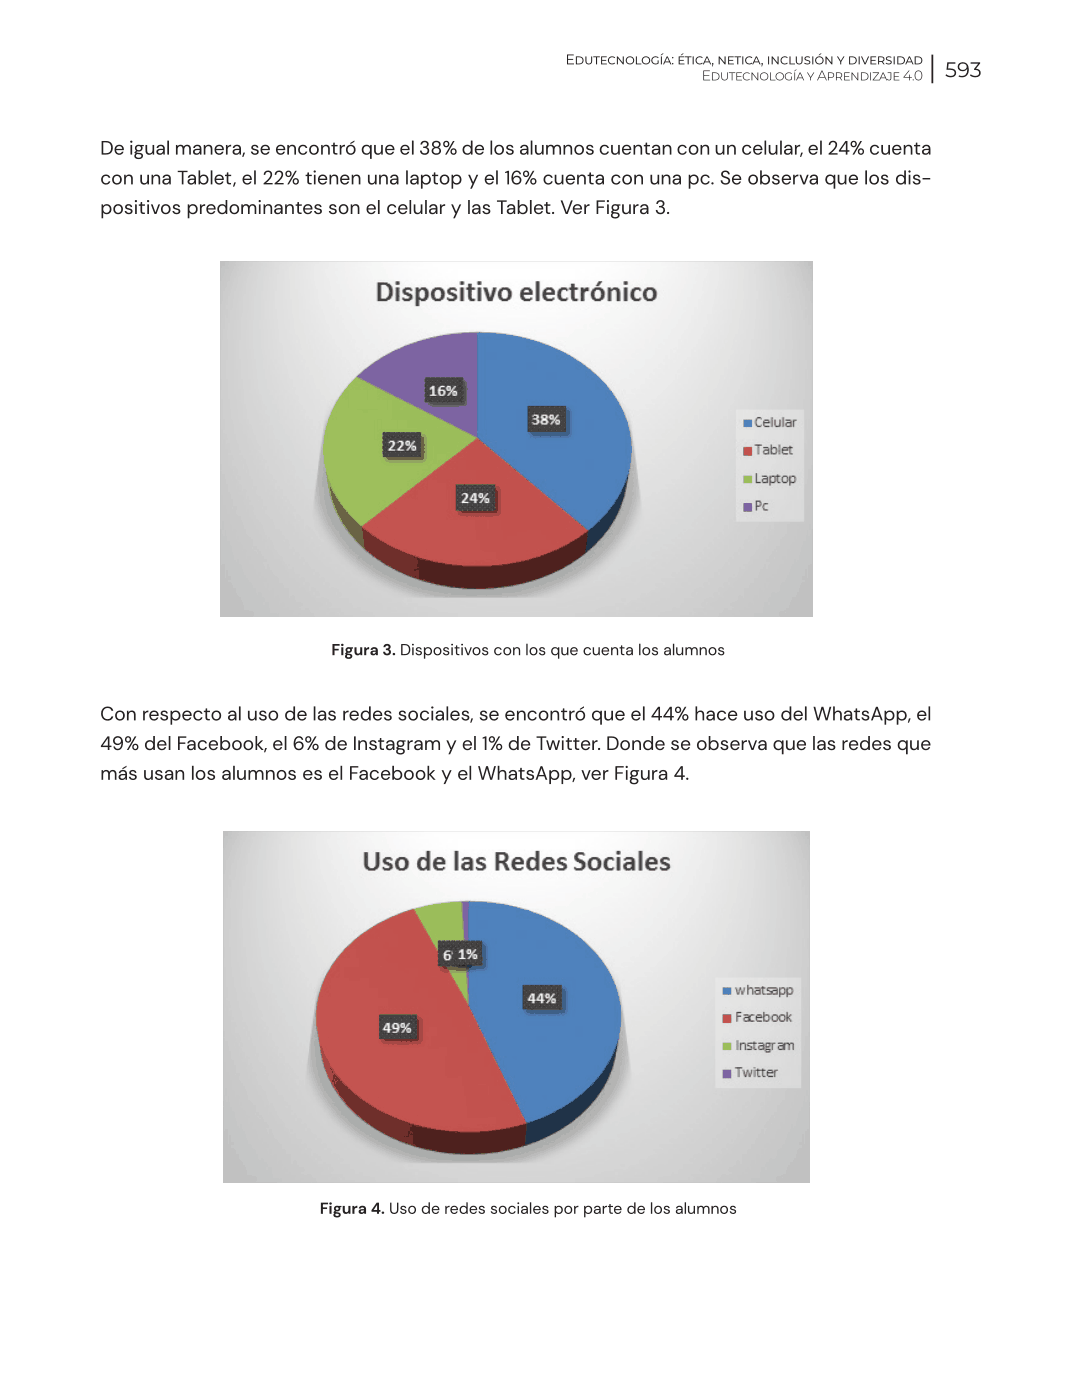 Edutecnología: ética, netica, inclusión y diversidad
Edutecnología y Aprendizaje 4.0
593
De igual manera, se encontró que el 38% de los alumnos cuentan con un celular, el 24% cuenta
con una Tablet, el 22% tienen una laptop y el 16% cuenta con una pc. Se observa que los dis-
positivos predominantes son el celular y las Tablet. Ver Figura 3.
Dispositivo electrónico
16%
38%
22%
24%
Celular
Tablet
Laptop
Pc
Figura 3. Dispositivos con los que cuenta los alumnos
Con respecto al uso de las redes sociales, se encontró que el 44% hace uso del WhatsApp, el
49% del Facebook, el 6% de Instagram y el 1% de Twitter. Donde se observa que las redes que
más usan los alumnos es el Facebook y el WhatsApp, ver Figura 4.
Uso de las Redes Sociales
6
1%
44%
49%
whatsapp
Facebook
Instagram
Twitter
Figura 4. Uso de redes sociales por parte de los alumnos